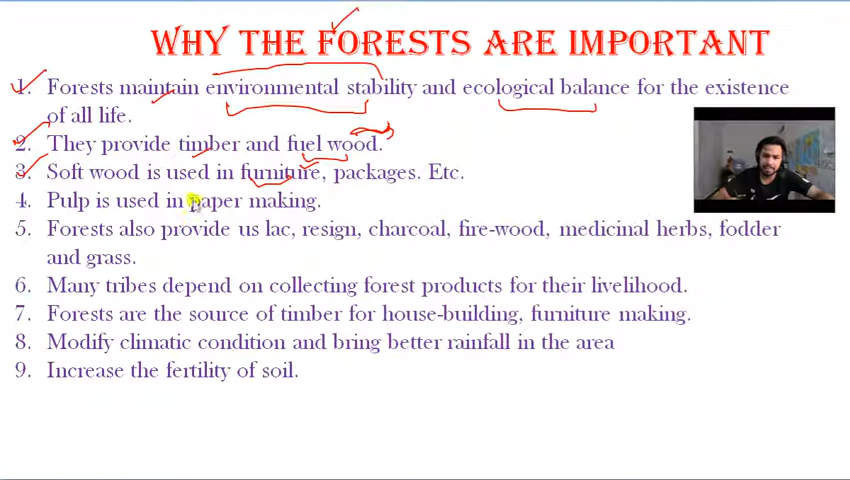 WHY THE FORESTS ARE IMPORTANT
1. Forests maintain environmental stability and ecological balance for the existence
of all life.
2. They provide timber and fuel wood.
3. Soft wood is used in furniture, packages. Etc.
4. Pulp is used in paper making.
5. Forests also provide us lac, resign, charcoal, fire-wood, medicinal herbs, fodder
and grass.
6. Many tribes depend on collecting forest products for their livelihood.
7. Forests are the source of timber for house-building, furniture making.
8. Modify climatic condition and bring better rainfall in the area
9. Increase the fertility of soil.